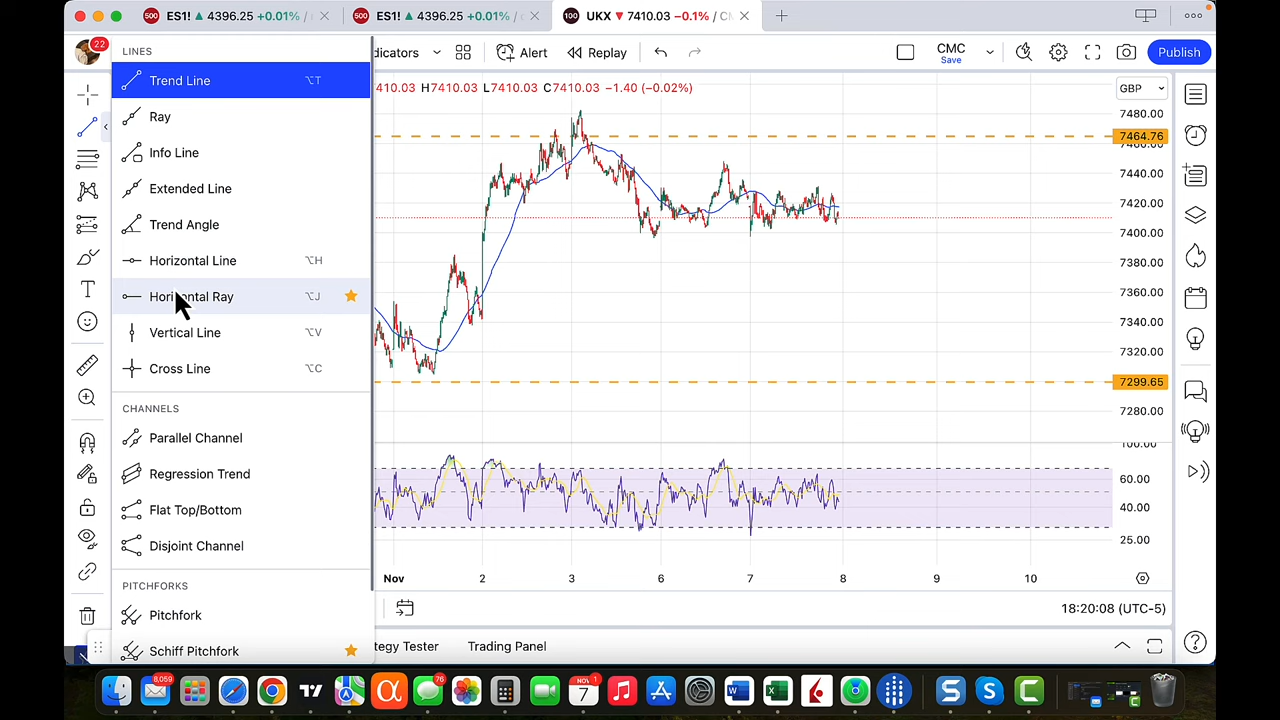 500 ES1! ▲ 4396.25 +0.01% /
500 ES1! ▲ 4396.25 +0.01% /
100 UKX ▼ 7410.03 −0.1% /
22
LINES
dicators
Alert
Replay
CMC
Save
Publish
Trend Line ⌥T
410.03 H7410.03 L7410.03 C7410.03 −1.40 (−0.02%)
GBP
Ray
Info Line
Extended Line
Trend Angle
Horizontal Line ⌥H
Horizontal Ray ⌥J
Vertical Line ⌥V
Cross Line ⌥C
CHANNELS
Parallel Channel
Regression Trend
Flat Top/Bottom
Disjoint Channel
PITCHFORKS
Pitchfork
Schiff Pitchfork
7480.00
7464.76
7440.00
7420.00
7400.00
7380.00
7360.00
7340.00
7320.00
7299.65
7280.00
100.00
60.00
40.00
25.00
Nov 2 3 6 7 8 9 10
18:20:08 (UTC-5)
tegy Tester
Trading Panel
8,059
76
NOV
7
1